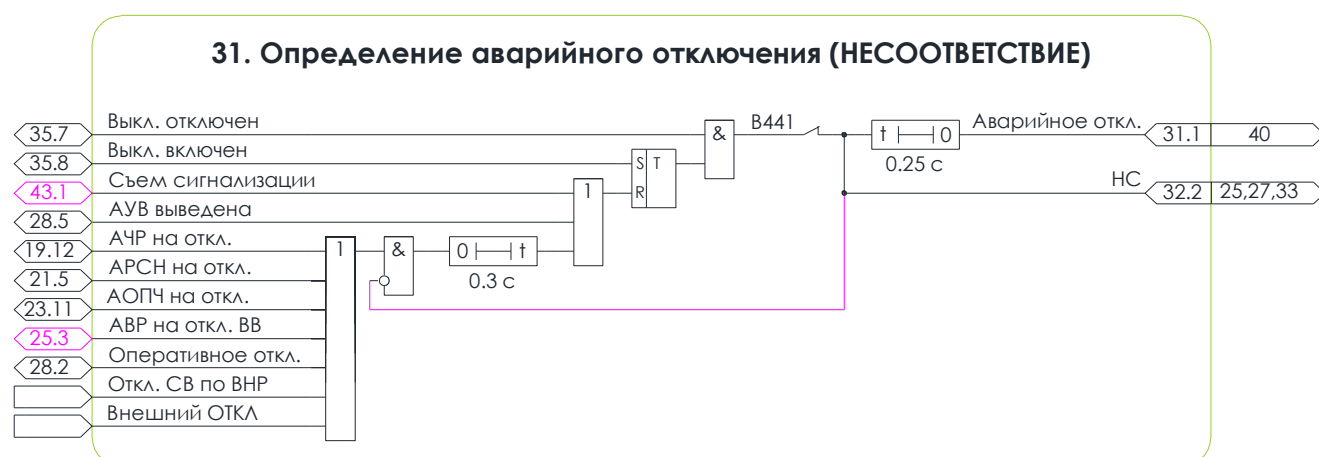 31. Определение аварийного отключения (НЕСООТВЕТСТВИЕ)
35.7 Выкл. отключен & B441 t 0 Аварийное откл. 31.1 40
35.8 Выкл. включен S T 0.25 с
43.1 Съем сигнализации 1 R НС 32.2 25,27,33
28.5 АУВ выведена
19.12 АЧР на откл. 1 & 0 t
21.5 АРСН на откл. 0.3 с
23.11 АОПЧ на откл.
25.3 АВР на откл. ВВ
28.2 Оперативное откл.
Откл. СВ по ВНР
Внешний ОТКЛ